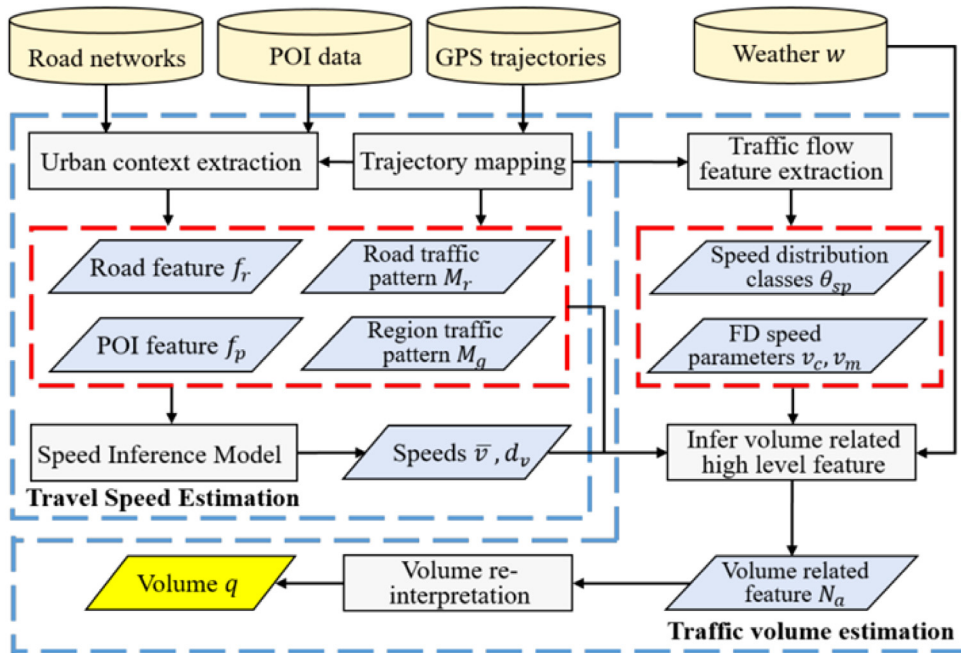 Road networks
POI data
GPS trajectories
Weather w
Urban context extraction
Trajectory mapping
Traffic flow
feature extraction
Road feature f_r
Road traffic
pattern M_r
Speed distribution
classes θ_sp
POI feature f_p
Region traffic
pattern M_g
FD speed
parameters v_c, v_m
Speed Inference Model
Speeds v̅ , d_v
Infer volume related
high level feature
Travel Speed Estimation
Volume q
Volume re-
interpretation
Volume related
feature N_a
Traffic volume estimation